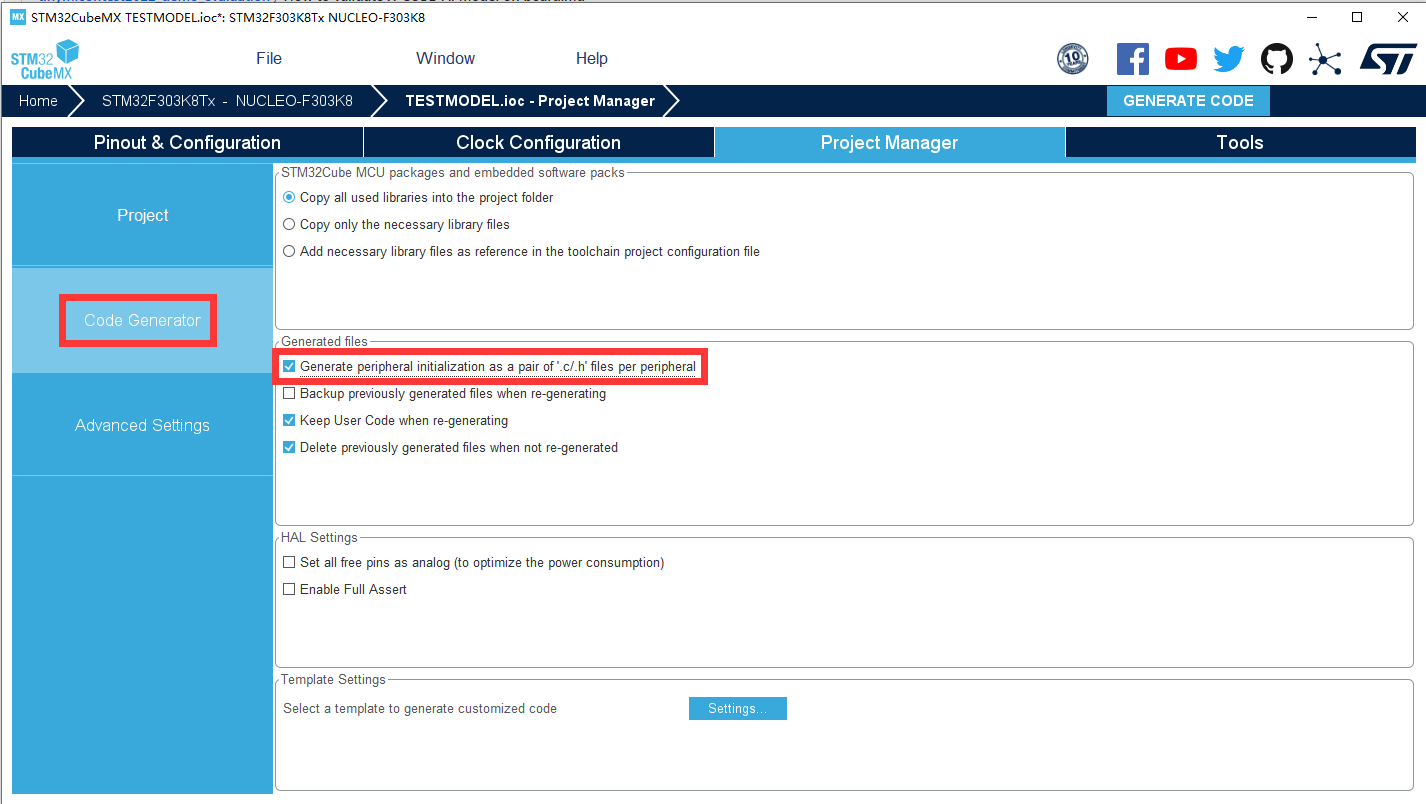 MX STM32CubeMX TESTMODEL.ioc*: STM32F303K8Tx NUCLEO-F303K8
STM32
CubeMX
File Window Help
10
YEARS
Home STM32F303K8Tx - NUCLEO-F303K8 TESTMODEL.ioc - Project Manager GENERATE CODE
Pinout & Configuration Clock Configuration Project Manager Tools
Project
Code Generator
Advanced Settings
STM32Cube MCU packages and embedded software packs
Copy all used libraries into the project folder
Copy only the necessary library files
Add necessary library files as reference in the toolchain project configuration file
Generated files
Generate peripheral initialization as a pair of '.c/.h' files per peripheral
Backup previously generated files when re-generating
Keep User Code when re-generating
Delete previously generated files when not re-generated
HAL Settings
Set all free pins as analog (to optimize the power consumption)
Enable Full Assert
Template Settings
Select a template to generate customized code Settings...